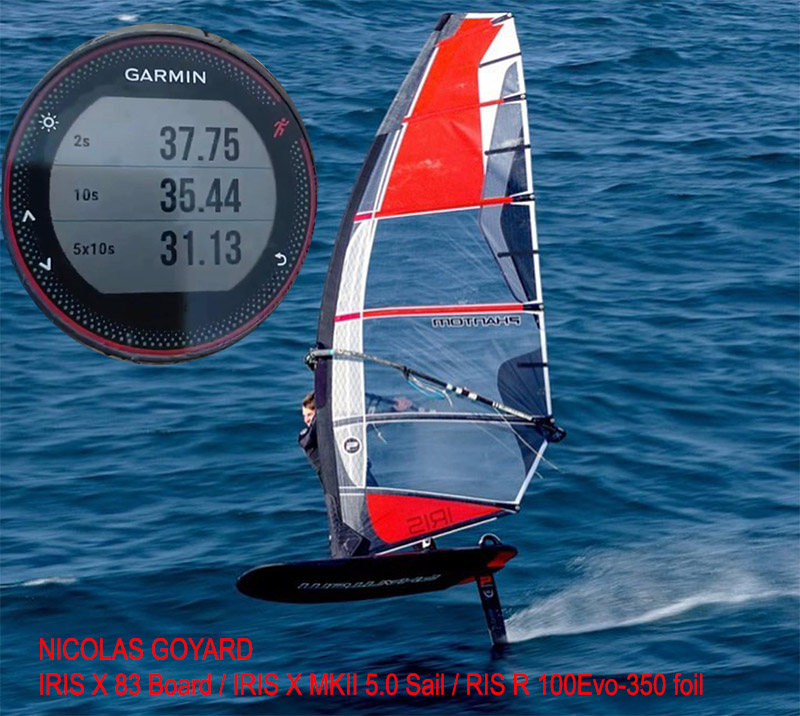 GARMIN
2s 37.75
10s 35.44
5x10s 31.13
PHANTOM
IRIS
PHANTOM
NICOLAS GOYARD
IRIS X 83 Board / IRIS X MKII 5.0 Sail / RIS R 100Evo-350 foil